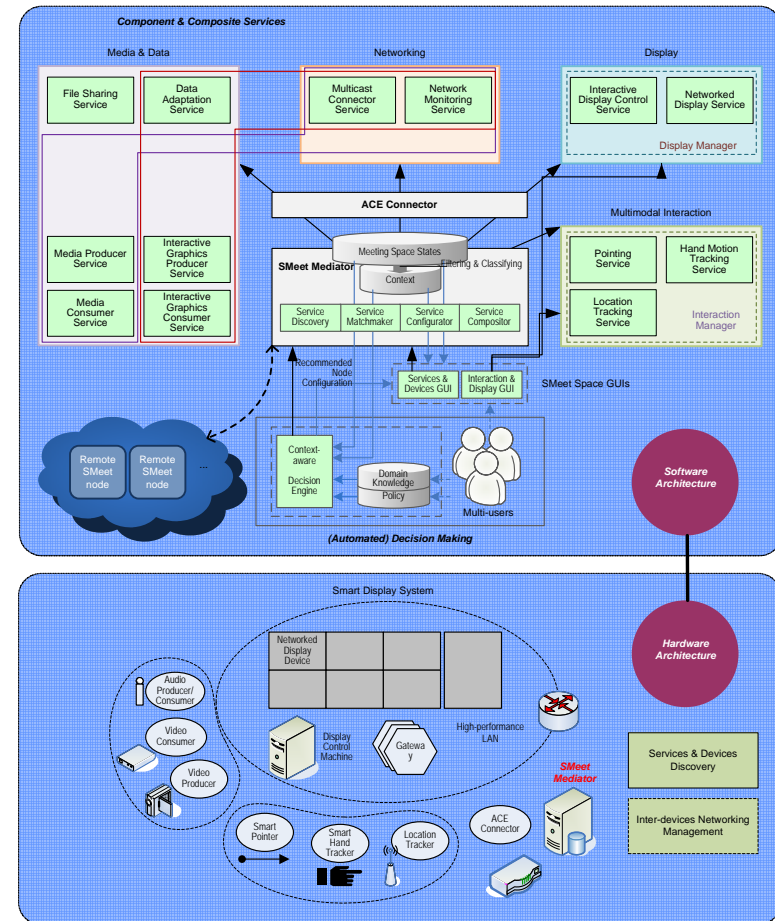 Component & Composite Services
Media & Data
Networking
Display
File Sharing
Service
Data
Adaptation
Service
Multicast
Connector
Service
Network
Monitoring
Service
Interactive
Display Control
Service
Networked
Display Service
Display Manager
ACE Connector
Multimodal Interaction
Media Producer
Service
Interactive
Graphics
Producer
Service
Media
Consumer
Service
Interactive
Graphics
Consumer Service
Meeting Space States
SMeet Mediator
Filtering & Classifying
Context
Service
Discovery
Service
Matchmaker
Service
Configurator
Service
Compositor
Pointing
Service
Hand Motion
Tracking
Service
Location
Tracking
Service
Interaction
Manager
Recommended
Node
Configuration
Services &
Devices GUI
Interaction &
Display GUI
SMeet Space GUIs
Remote
SMeet
node
Remote
SMeet
node
...
Context-
aware
Decision
Engine
Domain
Knowledge
Policy
Multi-users
(Automated) Decision Making
Software
Architecture
Hardware
Architecture
Smart Display System
Networked
Display
Device
Audio
Producer/
Consumer
Video
Consumer
Video
Producer
Display
Control
Machine
Gatewa
y
High-performance
LAN
SMeet
Mediator
Services & Devices
Discovery
Inter-devices Networking
Management
Smart
Pointer
Smart
Hand
Tracker
Location
Tracker
ACE
Connector